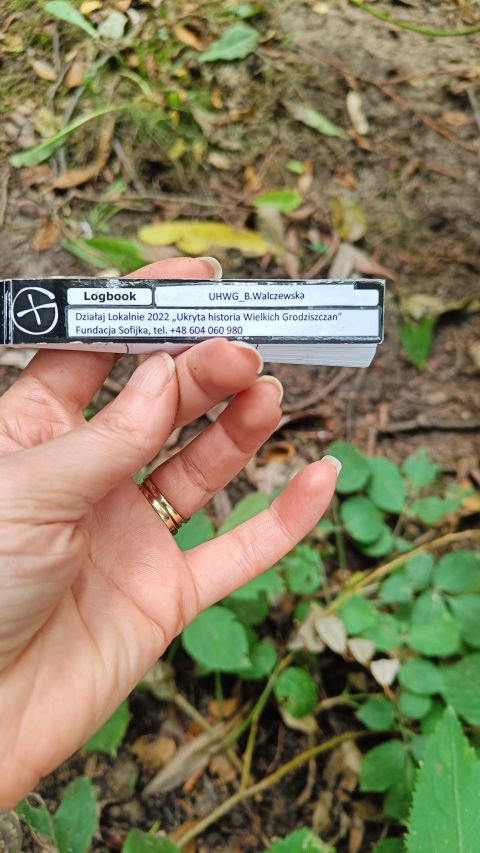 Logbook
UHWG_B.Walczewska
Działaj Lokalnie 2022 „Ukryta historia Wielkich Grodziszczan”
Fundacja Sofijka, tel. +48 604 060 980